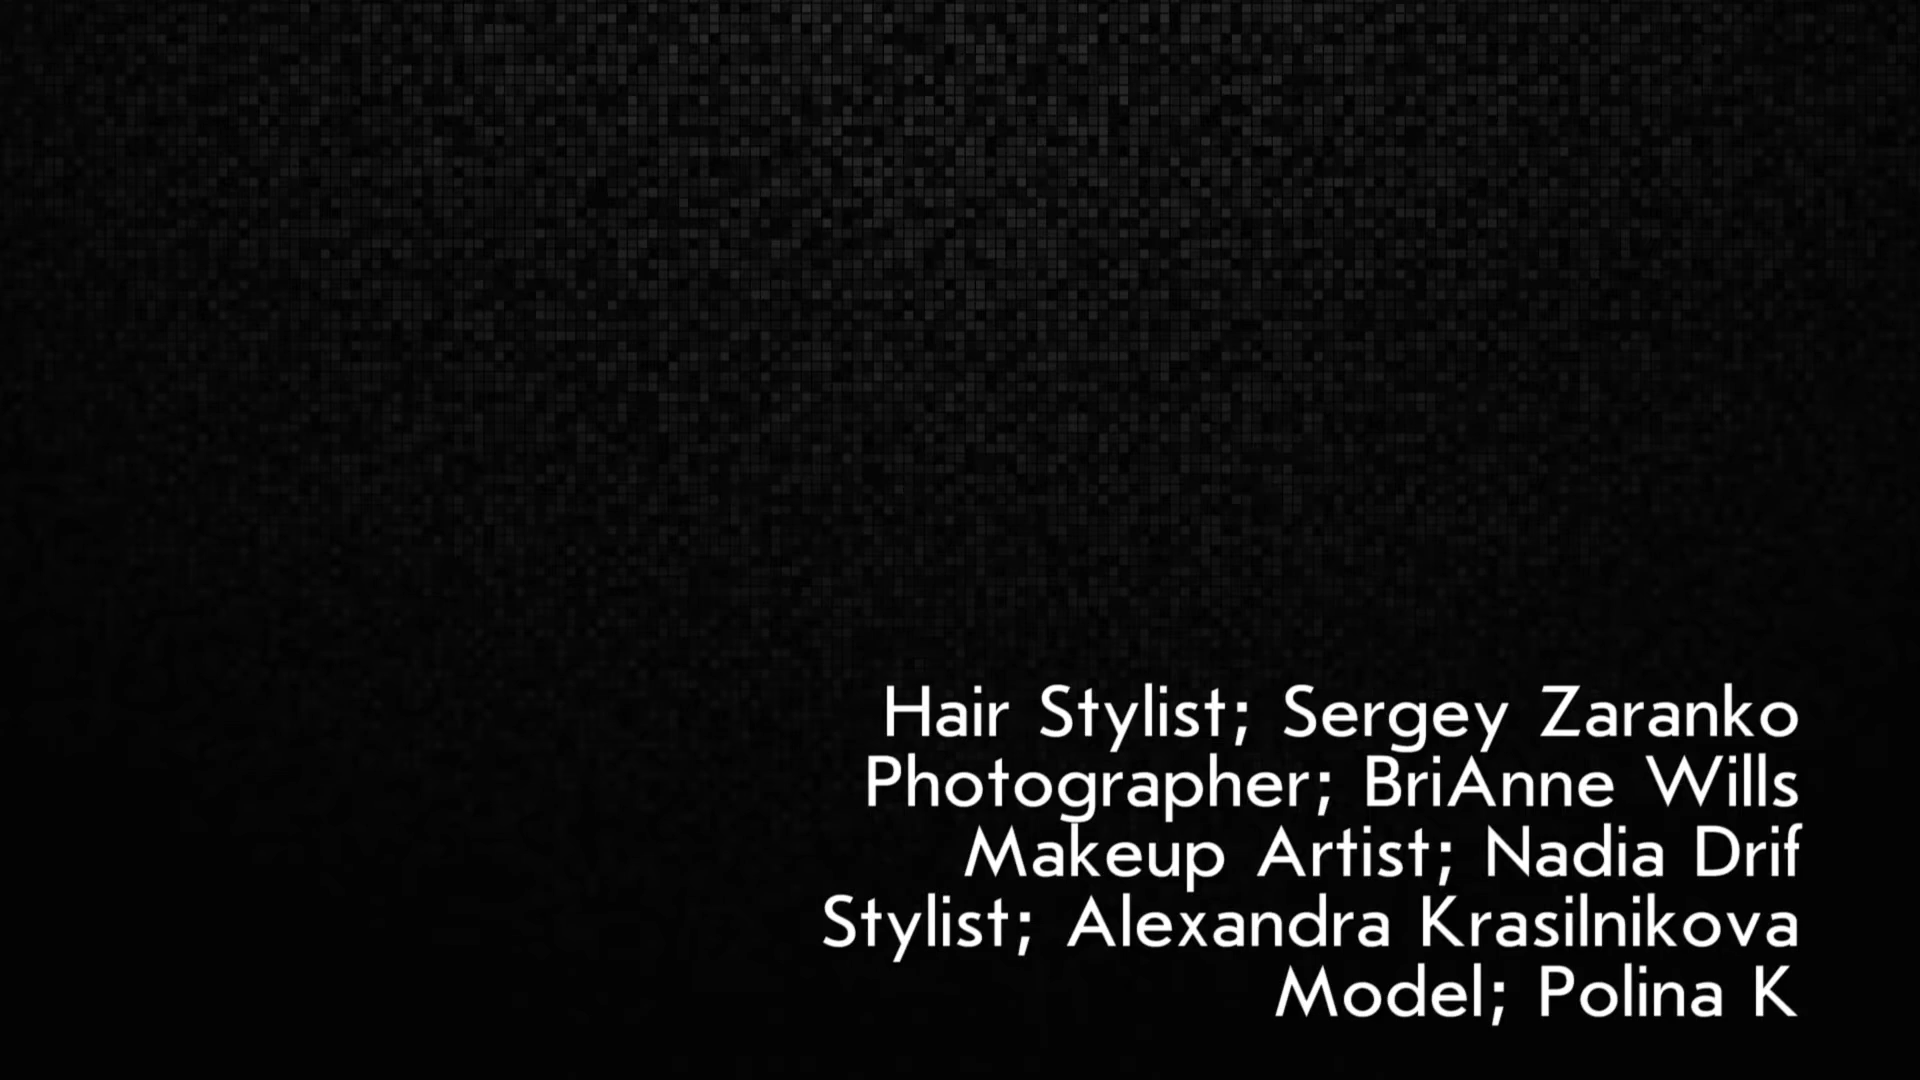 Hair Stylist; Sergey Zaranko
Photographer; BriAnne Wills
Makeup Artist; Nadia Drif
Stylist; Alexandra Krasilnikova
Model; Polina K